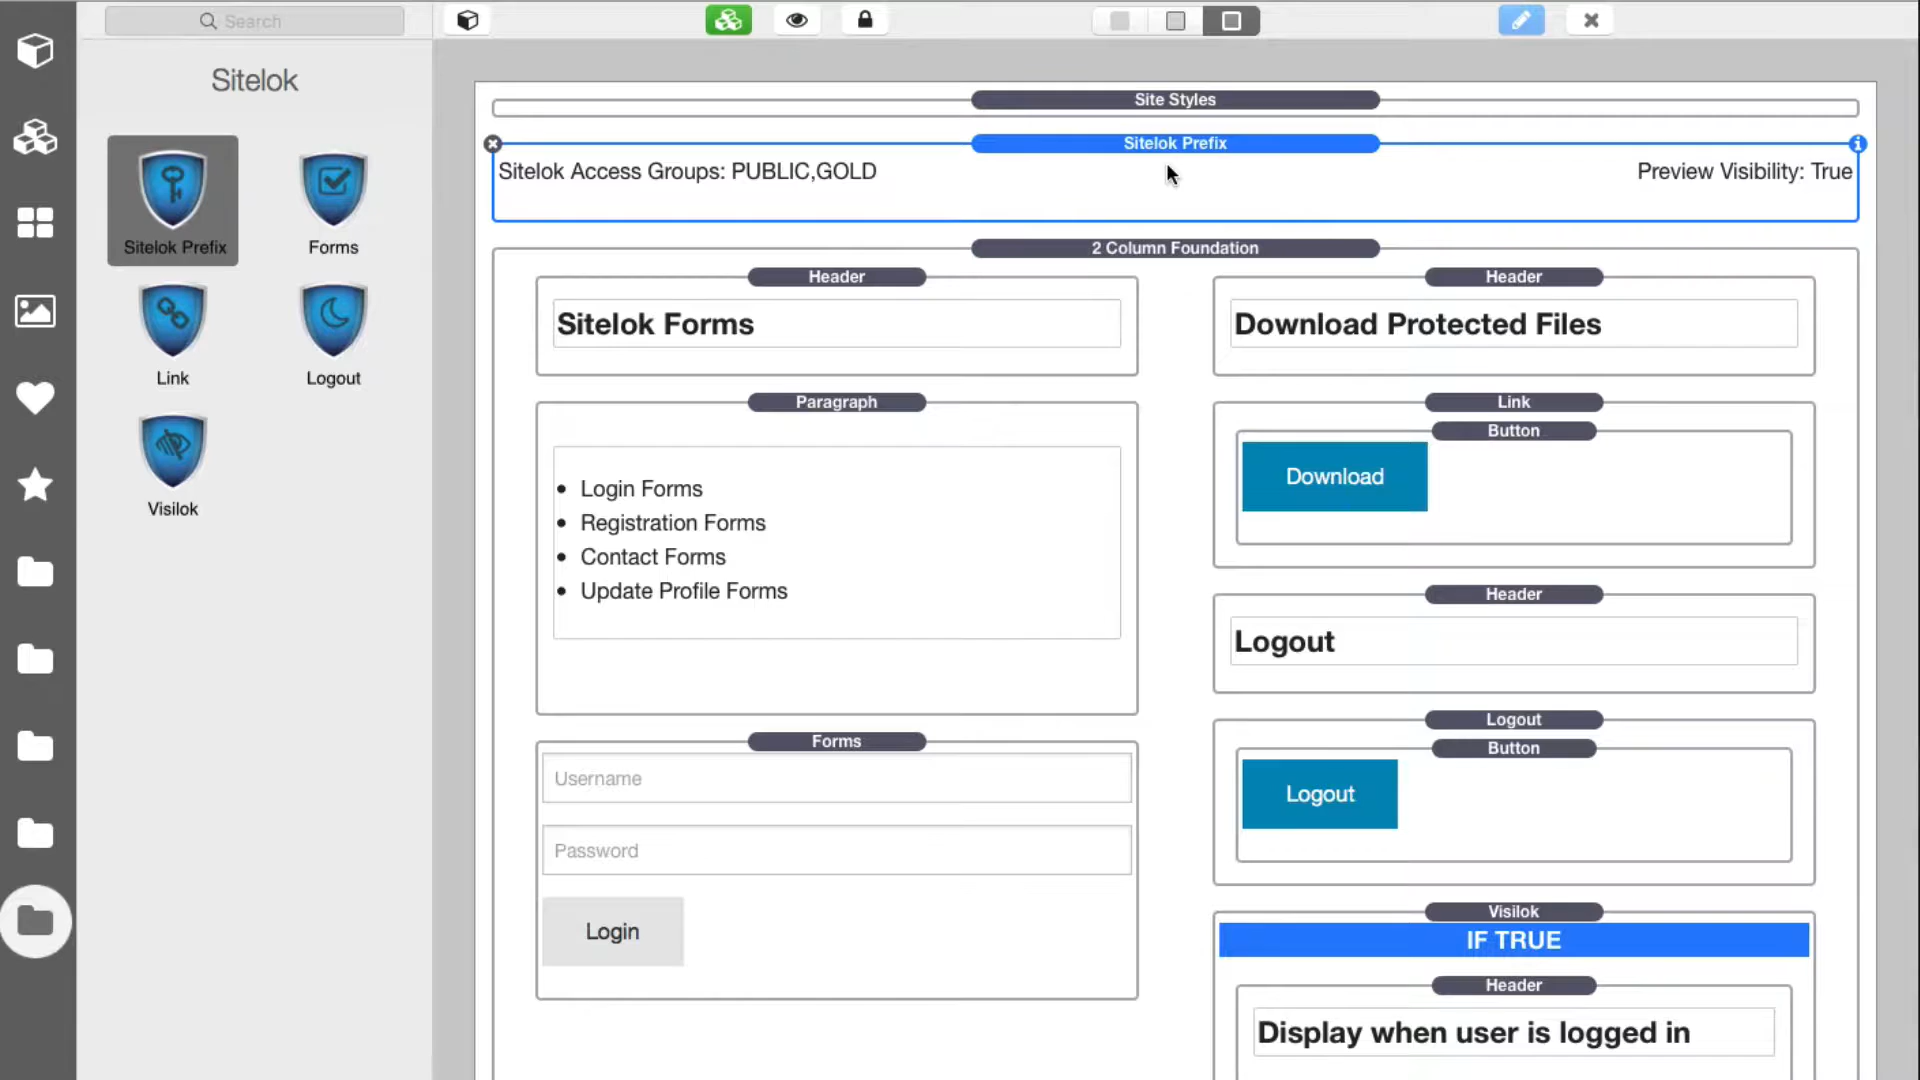 Search
Sitelok
Sitelok Prefix
Forms
Link
Logout
Visilok
Site Styles
Sitelok Prefix
Sitelok Access Groups: PUBLIC,GOLD
Preview Visibility: True
2 Column Foundation
Header
Sitelok Forms
Paragraph
Login Forms
Registration Forms
Contact Forms
Update Profile Forms
Forms
Username
Password
Login
Header
Download Protected Files
Link
Button
Download
Header
Logout
Logout
Button
Logout
Visilok
IF TRUE
Header
Display when user is logged in